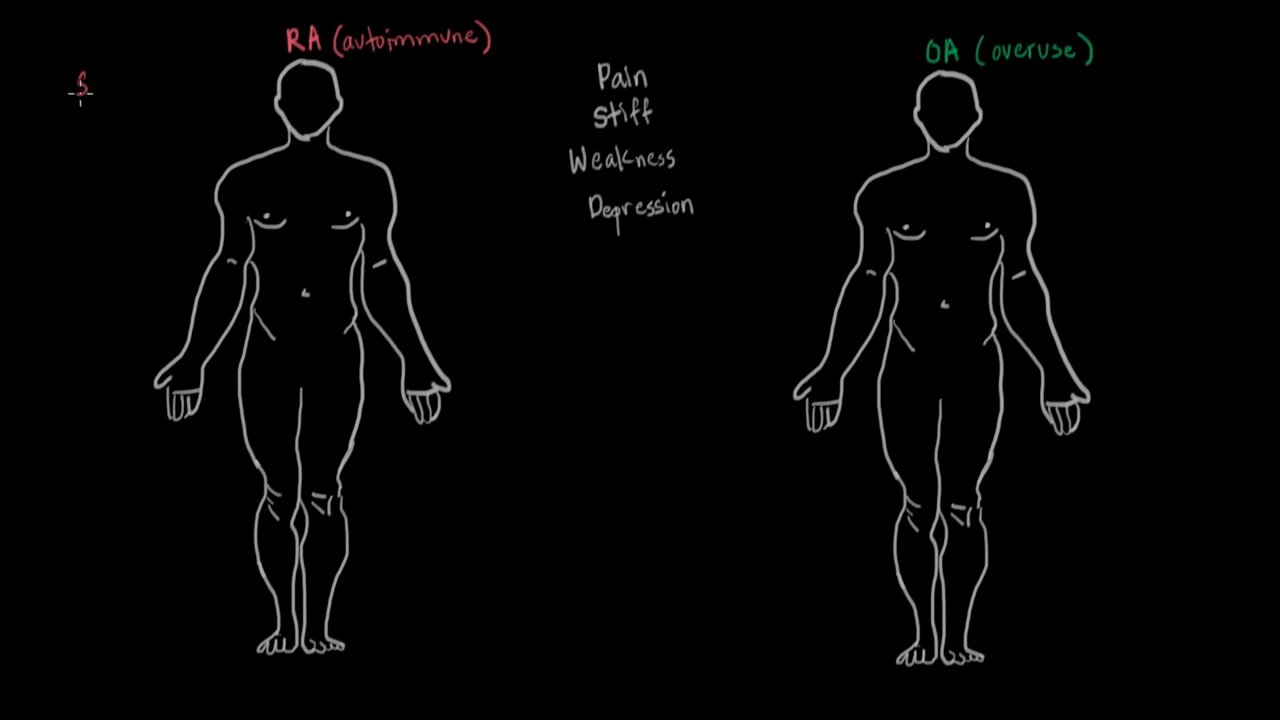 RA (autoimmune)
OA (overuse)
Pain
Stiff
Weakness
Depression